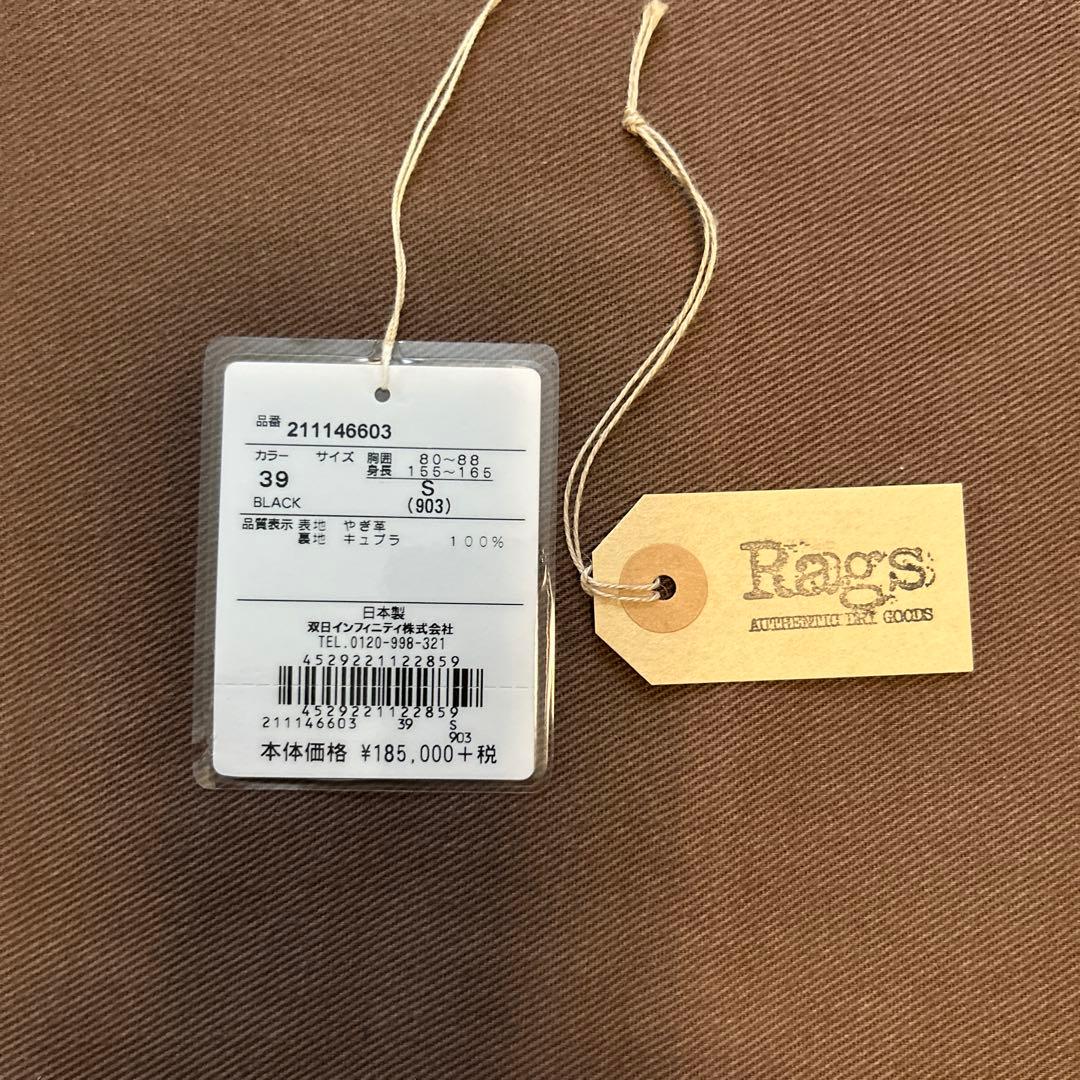 品番 211146603
カラー サイズ 胸囲 80~88
39 身長 155~165
BLACK S
(903)
品質表示 表地 やぎ革
裏地 キュプラ 100%
日本製
双日インフィニティ株式会社
TEL.0120-998-321
4529221122859
4529221122859
211146603 39 S
903
本体価格 ¥185,000+税
Rags
AUTHENTIC DRY GOODS